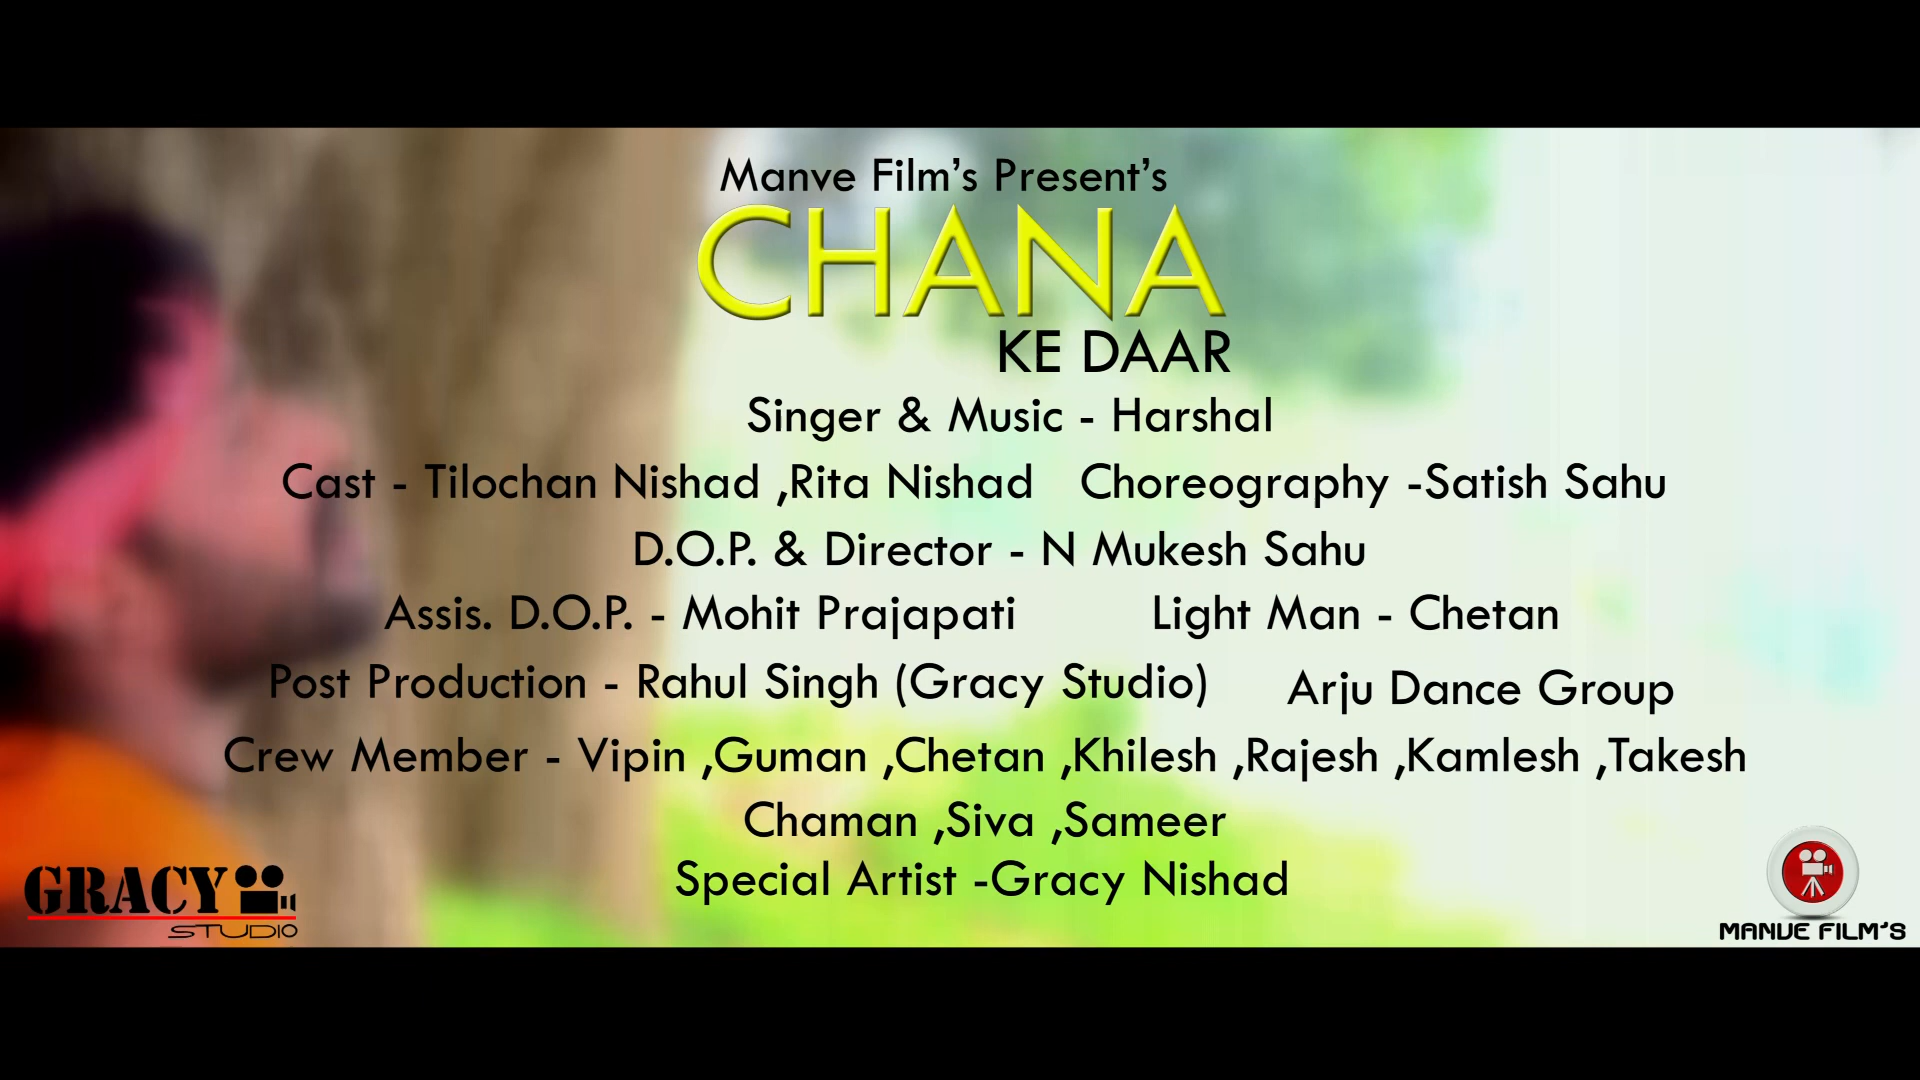 Manve Film’s Present’s
CHANA
KE DAAR
Singer & Music - Harshal
Cast - Tilochan Nishad ,Rita Nishad   Choreography -Satish Sahu
D.O.P. & Director - N Mukesh Sahu
Assis. D.O.P. - Mohit Prajapati   Light Man - Chetan
Post Production - Rahul Singh (Gracy Studio)   Arju Dance Group
Crew Member - Vipin ,Guman ,Chetan ,Khilesh ,Rajesh ,Kamlesh ,Takesh
Chaman ,Siva ,Sameer
Special Artist -Gracy Nishad
GRACY
STUDIO
MANVE FILM'S